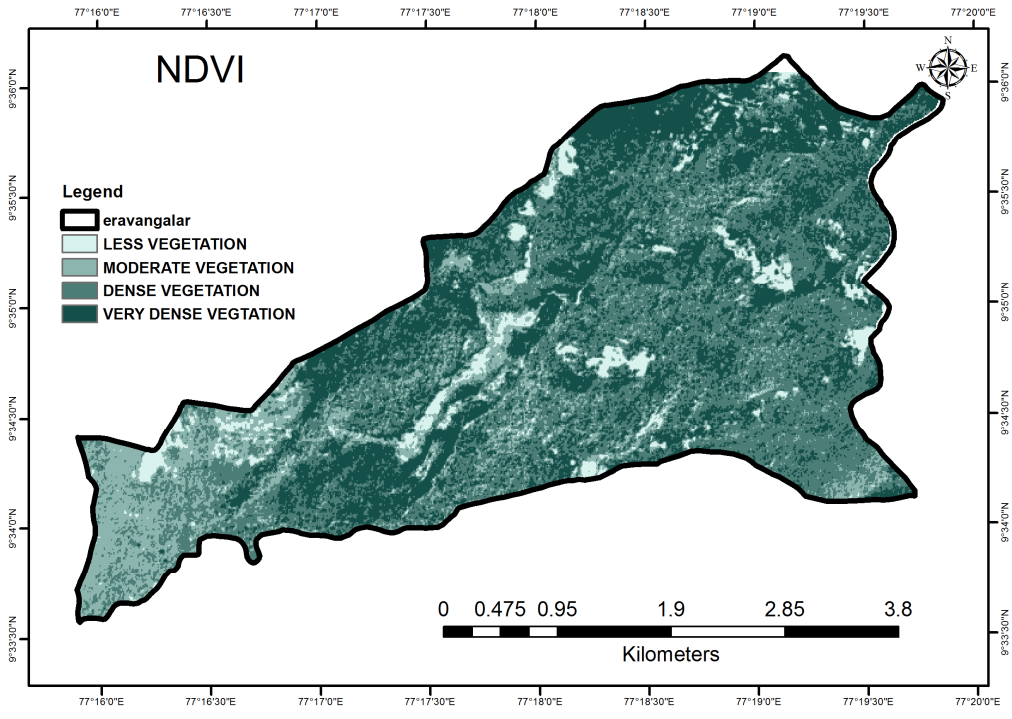 77°16'0"E 77°16'30"E 77°17'0"E 77°17'30"E 77°18'0"E 77°18'30"E 77°19'0"E 77°19'30"E 77°20'0"E
NDVI
N
W E
S
9°36'0"N 9°36'0"N
9°35'30"N 9°35'30"N
Legend
eravangalar
LESS VEGETATION
MODERATE VEGETATION
DENSE VEGETATION
VERY DENSE VEGTATION
9°35'0"N 9°35'0"N
9°34'30"N 9°34'30"N
9°34'0"N 9°34'0"N
0 0.475 0.95 1.9 2.85 3.8
Kilometers
9°33'30"N 9°33'30"N
77°16'0"E 77°16'30"E 77°17'0"E 77°17'30"E 77°18'0"E 77°18'30"E 77°19'0"E 77°19'30"E 77°20'0"E